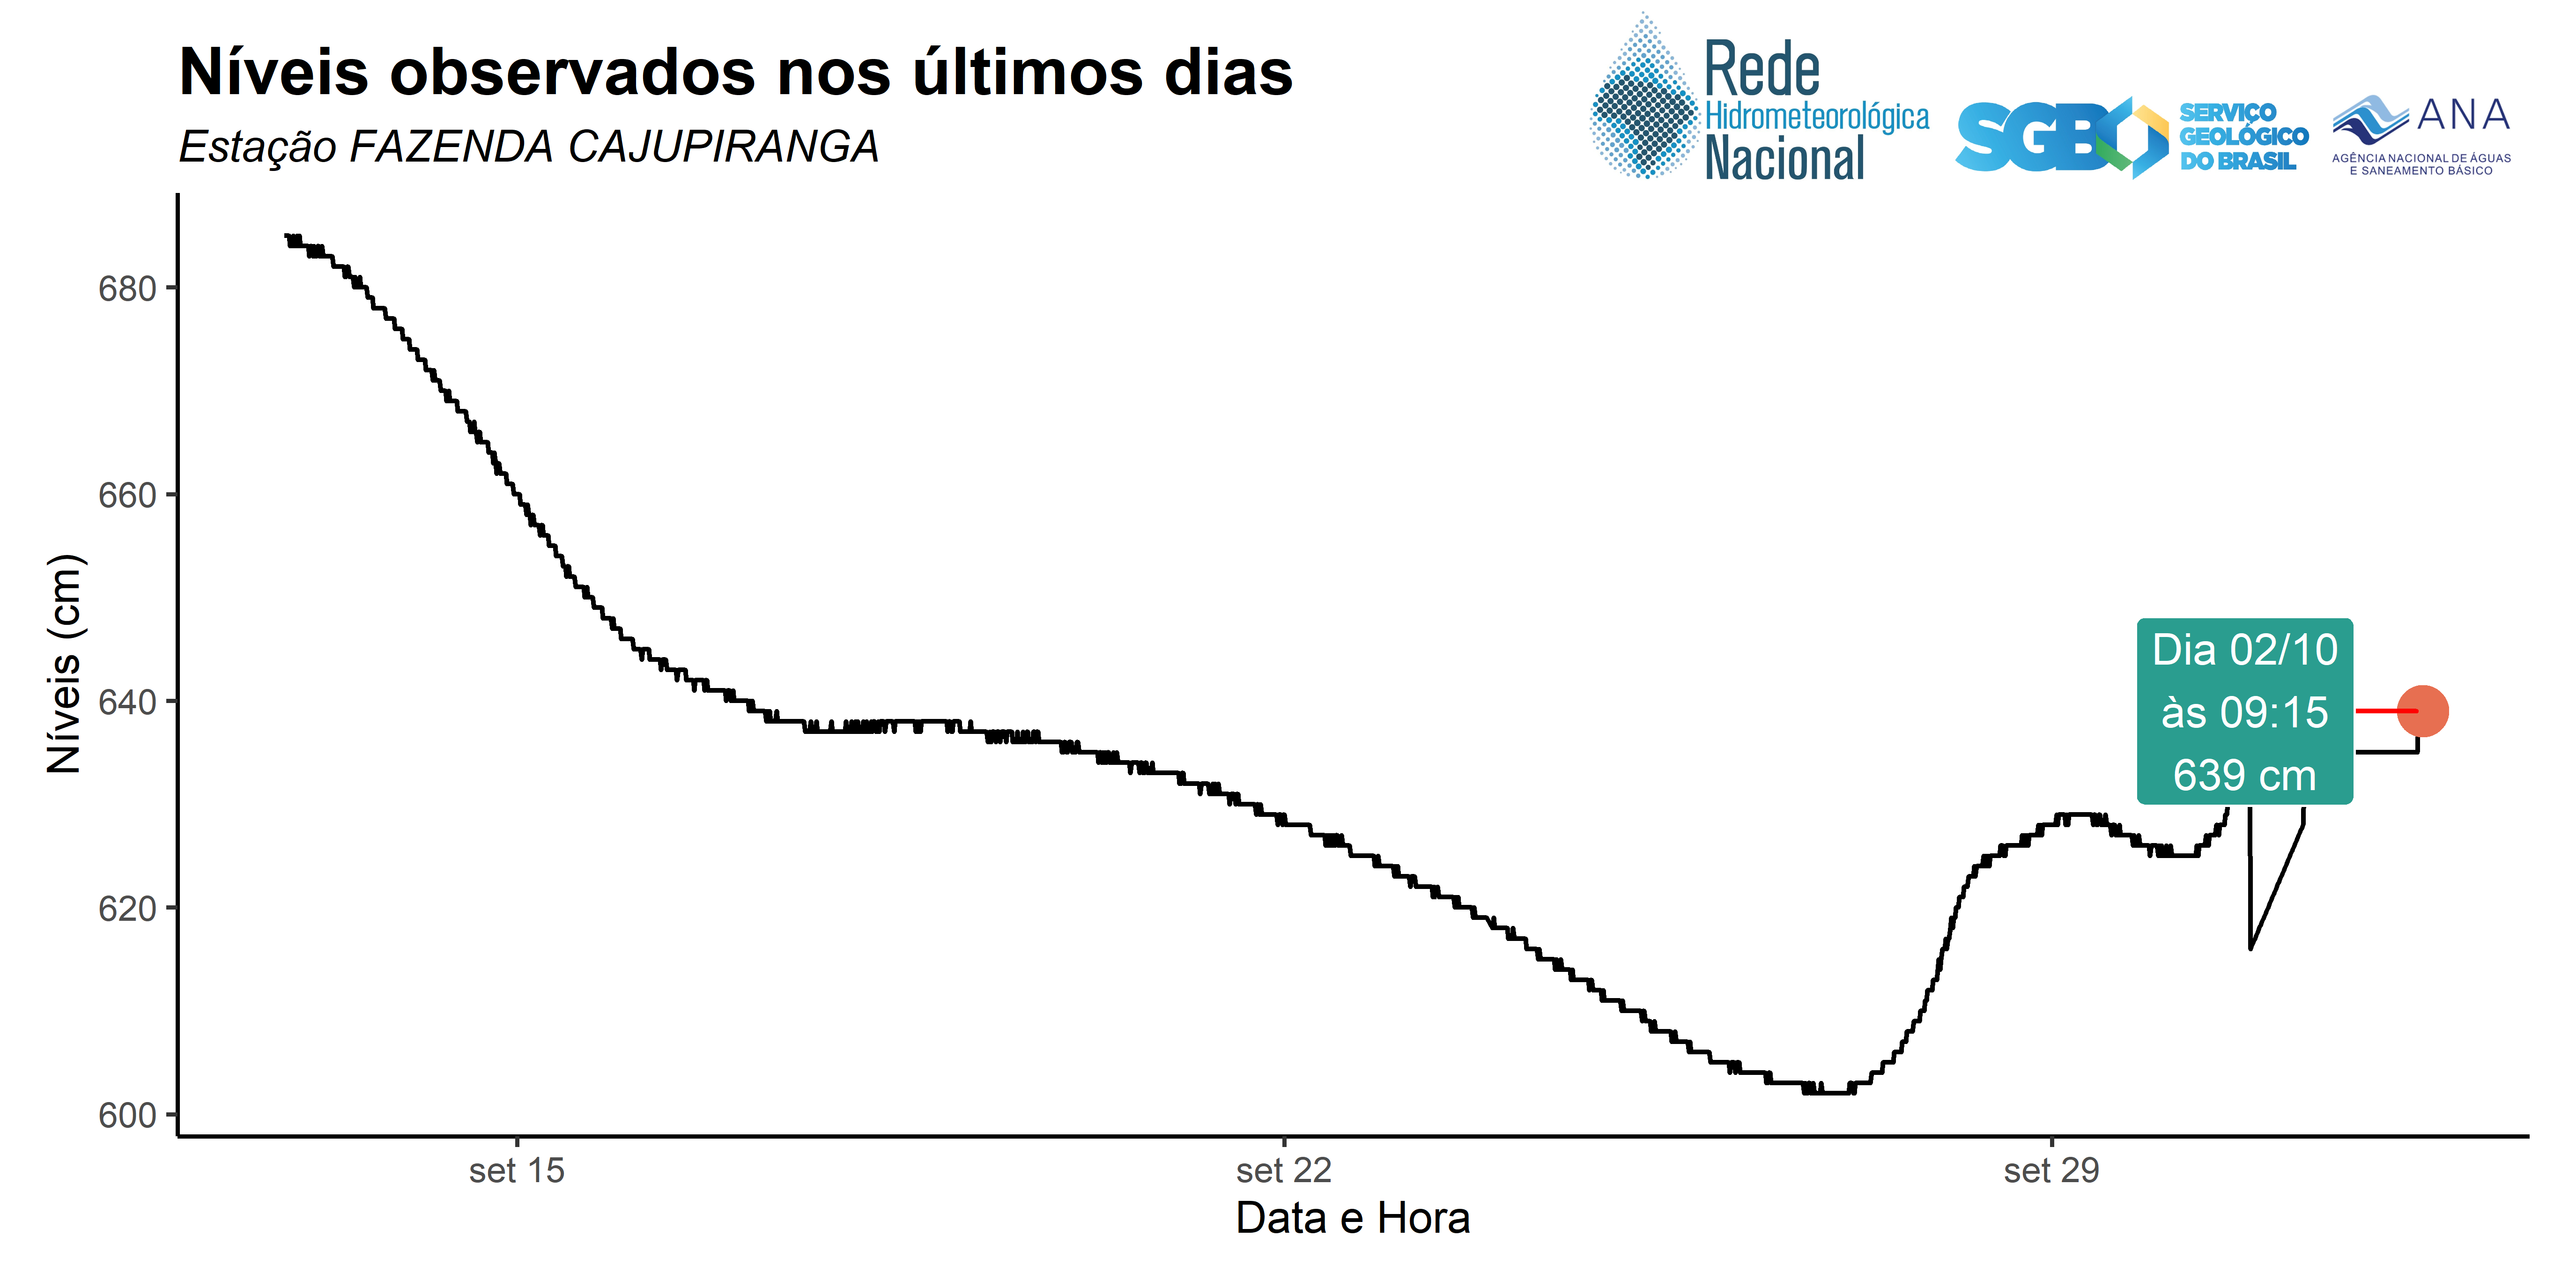 Níveis observados nos últimos dias
Estação FAZENDA CAJUPIRANGA
Rede
Hidrometeorológica
Nacional
SGB
SERVIÇO
GEOLÓGICO
DO BRASIL
ANA
AGÊNCIA NACIONAL DE ÁGUAS
E SANEAMENTO BÁSICO
Níveis (cm)
680
660
640
620
600
Dia 02/10
às 09:15
639 cm
set 15
set 22
set 29
Data e Hora